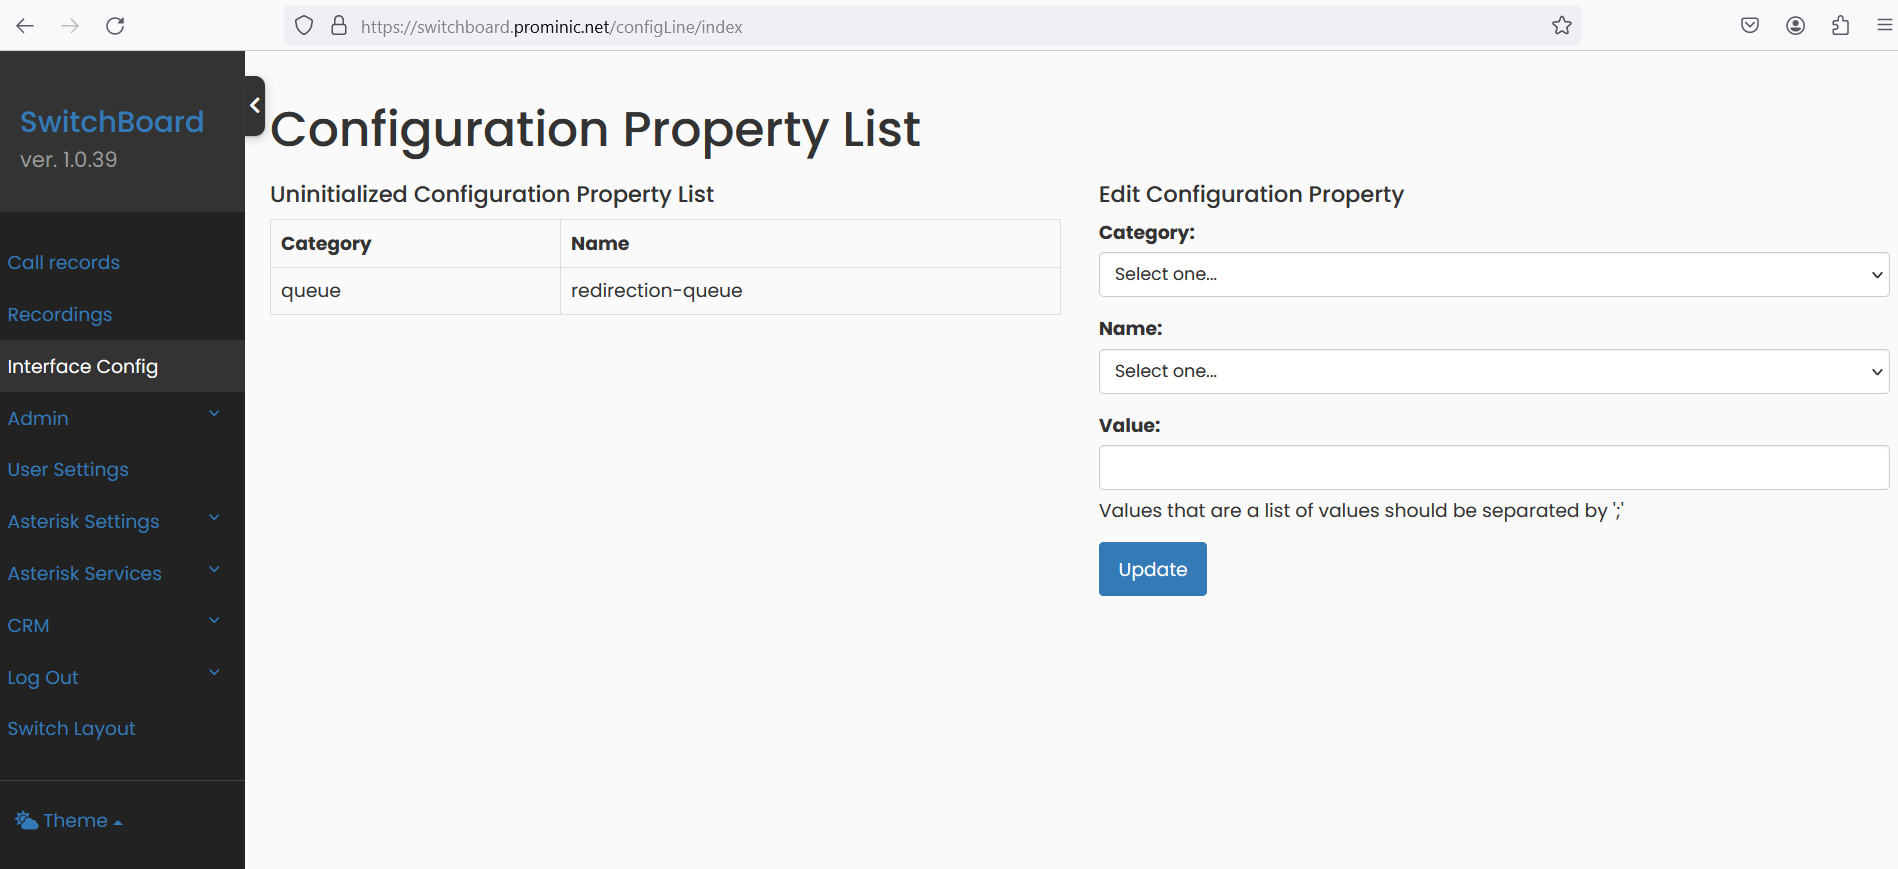 https://switchboard.prominic.net/configLine/index
SwitchBoard
ver. 1.0.39
Call records
Recordings
Interface Config
Admin
User Settings
Asterisk Settings
Asterisk Services
CRM
Log Out
Switch Layout
Theme
Configuration Property List
Uninitialized Configuration Property List
Category Name
queue redirection-queue
Edit Configuration Property
Category:
Select one...
Name:
Select one...
Value:
Values that are a list of values should be separated by ';'
Update